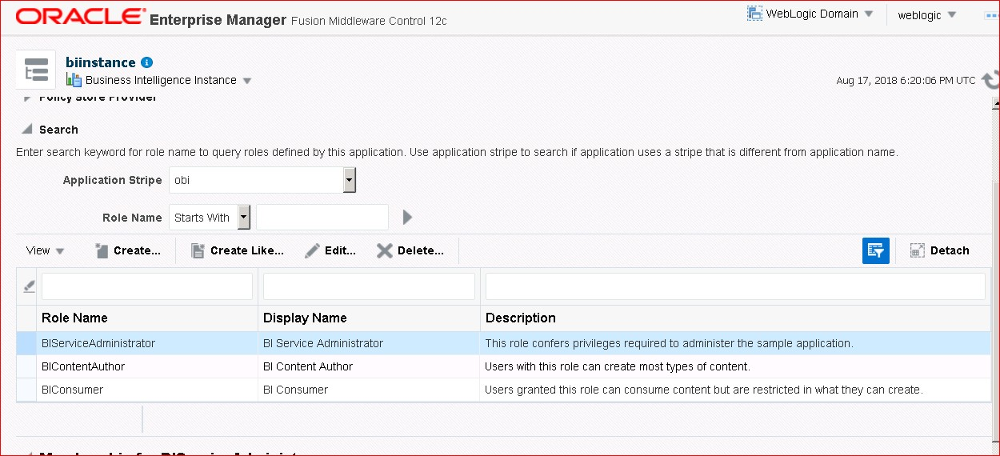 ORACLE® Enterprise Manager Fusion Middleware Control 12c
WebLogic Domain
weblogic
biinstance
Business Intelligence Instance
Aug 17, 2018 6:20:06 PM UTC
Policy Store Provider
Search
Enter search keyword for role name to query roles defined by this application. Use application stripe to search if application uses a stripe that is different from application name.
Application Stripe obi
Role Name Starts With
View Create... Create Like... Edit... Delete... Detach
Role Name Display Name Description
BIServiceAdministrator BI Service Administrator This role confers privileges required to administer the sample application.
BIContentAuthor BI Content Author Users with this role can create most types of content.
BIConsumer BI Consumer Users granted this role can consume content but are restricted in what they can create.
Membership for BIServiceAdminist